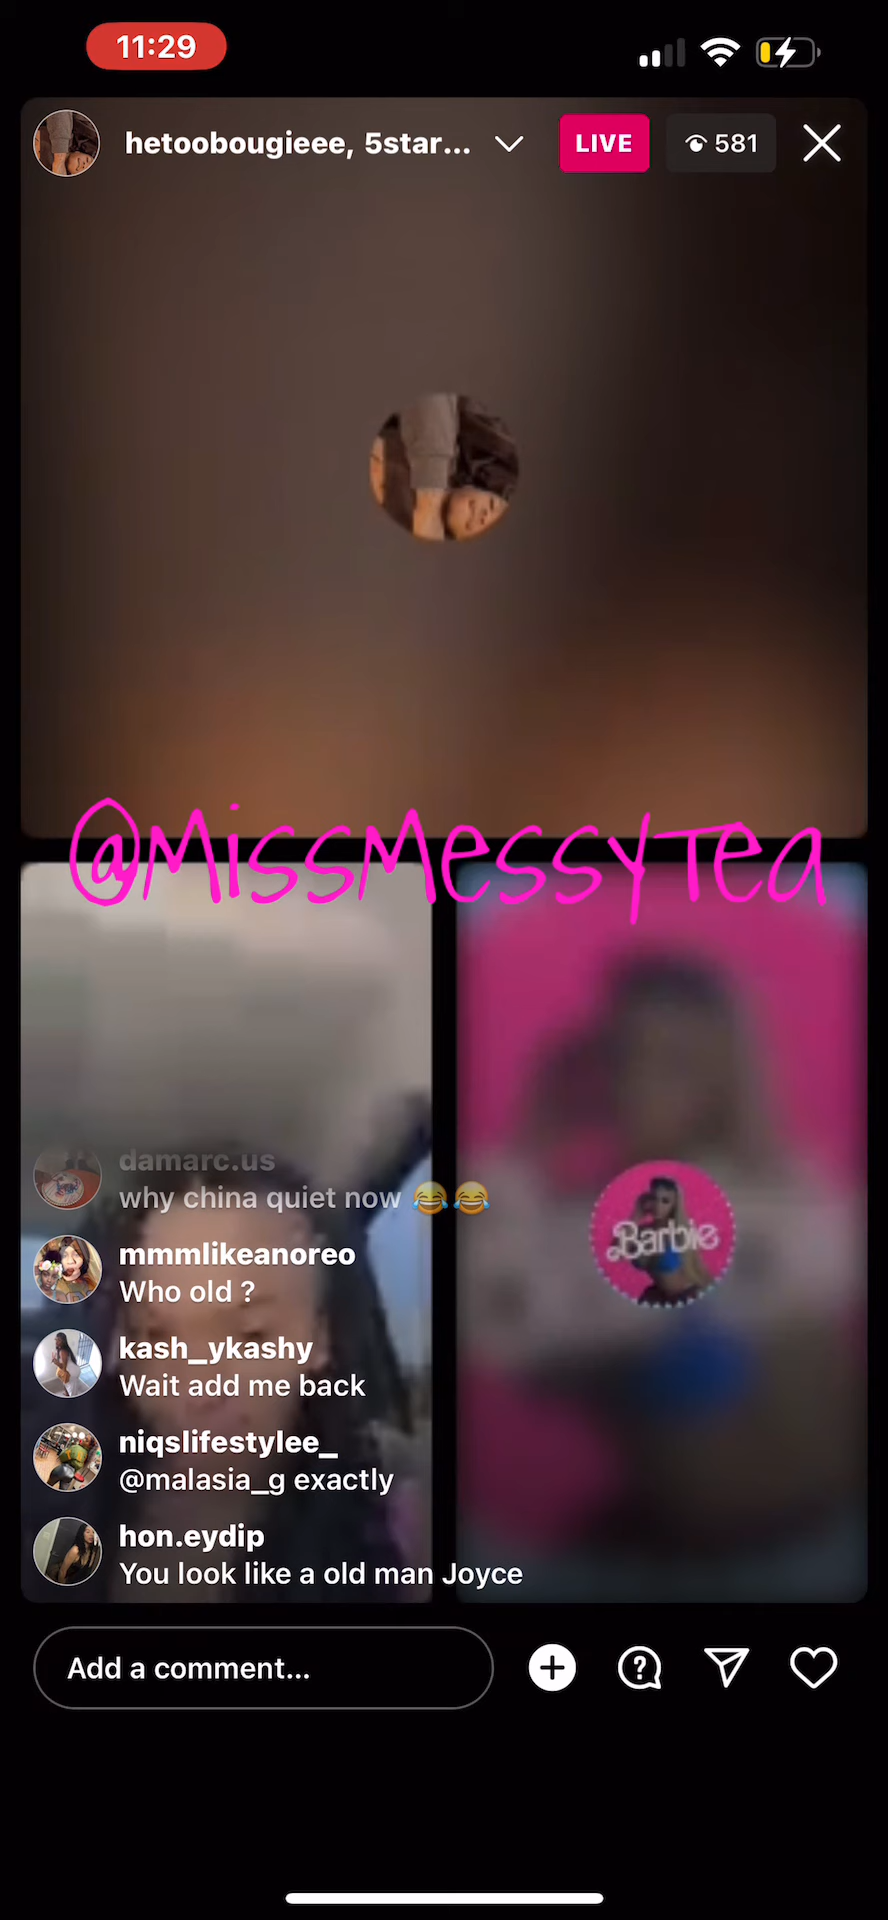 11:29
hetoobougieee, 5star...
LIVE
581
@MissMessyTea
damarc.us
why china quiet now 😂😂
mmmlikeanoreo
Who old ?
Barbie
kash_ykashy
Wait add me back
niqslifestylee_
@malasia_g exactly
hon.eydip
You look like a old man Joyce
Add a comment...